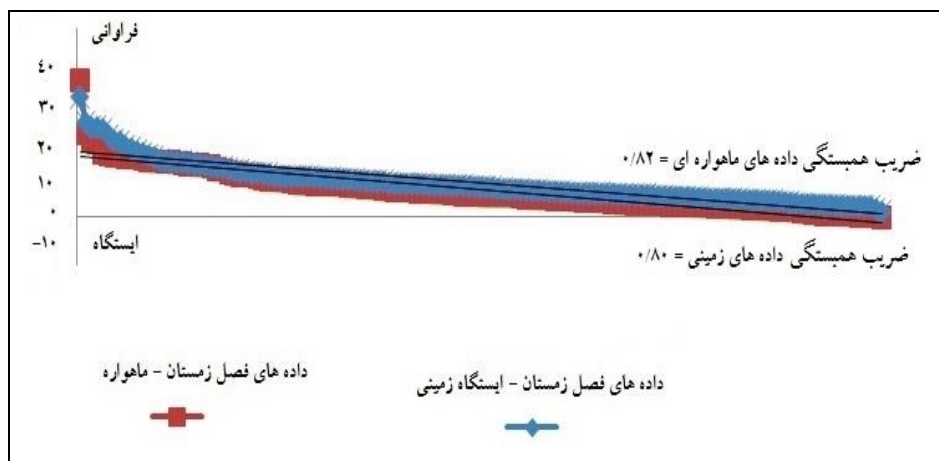 فراوانی
۴۰
۳۰
۲۰
۱۰
۰
-۱۰
ایستگاه
ضریب همبستگی داده های ماهواره ای = ۰/۸۲
ضریب همبستگی داده های زمینی = ۰/۸۰
داده های فصل زمستان - ماهواره
داده های فصل زمستان - ایستگاه زمینی